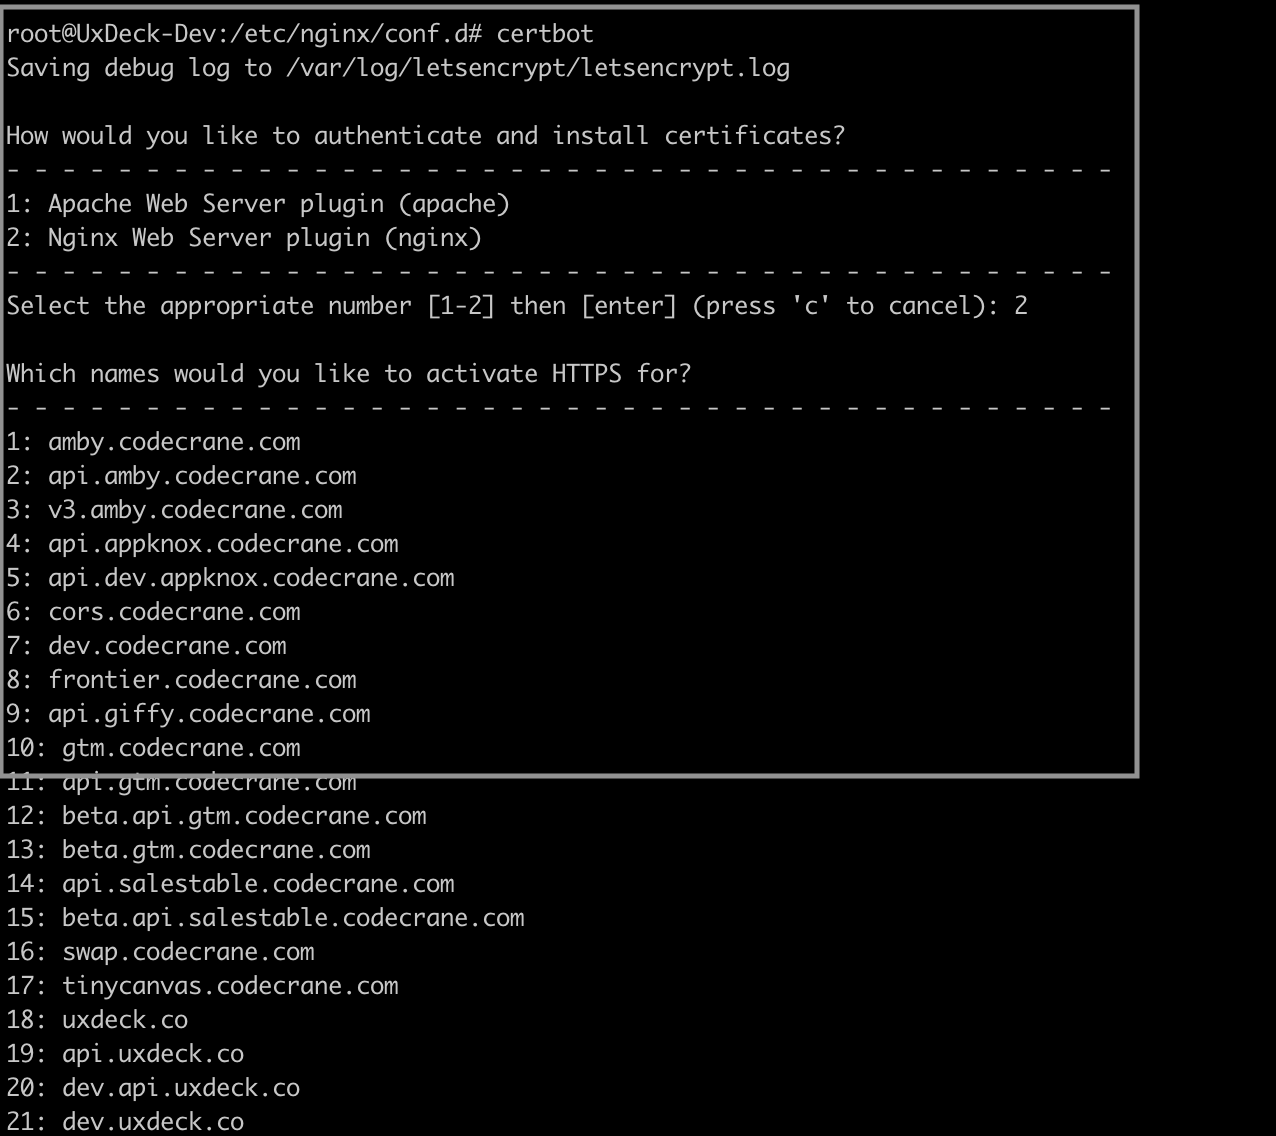 root@UxDeck-Dev:/etc/nginx/conf.d# certbot
Saving debug log to /var/log/letsencrypt/letsencrypt.log
How would you like to authenticate and install certificates?
- - - - - - - - - - - - - - - - - - - - - - - - - - - - - - - - - - - - - - - -
1: Apache Web Server plugin (apache)
2: Nginx Web Server plugin (nginx)
- - - - - - - - - - - - - - - - - - - - - - - - - - - - - - - - - - - - - - - -
Select the appropriate number [1-2] then [enter] (press 'c' to cancel): 2
Which names would you like to activate HTTPS for?
- - - - - - - - - - - - - - - - - - - - - - - - - - - - - - - - - - - - - - - -
1: amby.codecrane.com
2: api.amby.codecrane.com
3: v3.amby.codecrane.com
4: api.appknox.codecrane.com
5: api.dev.appknox.codecrane.com
6: cors.codecrane.com
7: dev.codecrane.com
8: frontier.codecrane.com
9: api.giffy.codecrane.com
10: gtm.codecrane.com
11: api.gtm.codecrane.com
12: beta.api.gtm.codecrane.com
13: beta.gtm.codecrane.com
14: api.salestable.codecrane.com
15: beta.api.salestable.codecrane.com
16: swap.codecrane.com
17: tinycanvas.codecrane.com
18: uxdeck.co
19: api.uxdeck.co
20: dev.api.uxdeck.co
21: dev.uxdeck.co